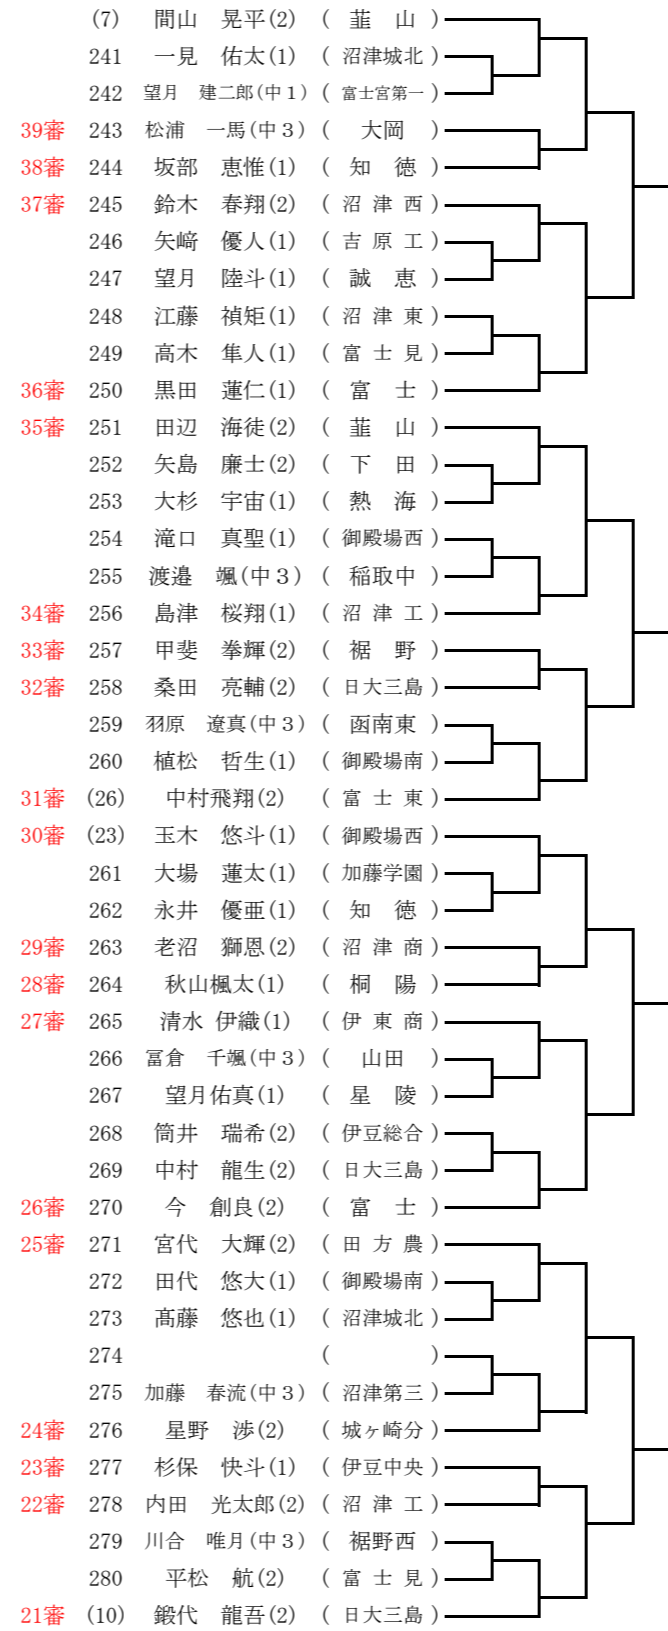 (7) 間山　晃平(2) ( 韮　山 )
241 一見　佑太(1) ( 沼津城北 )
242 望月　建二郎(中１) ( 富士宮第一 )
39審 243 松浦　一馬(中３) ( 大岡 )
38審 244 坂部　恵惟(1) ( 知　徳 )
37審 245 鈴木　春翔(2) ( 沼 津 西 )
246 矢﨑　優人(1) ( 吉 原 工 )
247 望月　陸斗(1) ( 誠　恵 )
248 江藤　禎矩(1) ( 沼 津 東 )
249 高木　隼人(1) ( 富 士 見 )
36審 250 黒田　蓮仁(1) ( 富　士 )
35審 251 田辺　海徒(2) ( 韮　山 )
252 矢島　廉士(2) ( 下　田 )
253 大杉　宇宙(1) ( 熱　海 )
254 滝口　真聖(1) ( 御殿場西 )
255 渡邉　颯(中３) ( 稲取中 )
34審 256 島津　桜翔(1) ( 沼 津 工 )
33審 257 甲斐　拳輝(2) ( 裾　野 )
32審 258 桑田　亮輔(2) ( 日大三島 )
259 羽原　遼真(中３) ( 函南東 )
260 植松　哲生(1) ( 御殿場南 )
31審 (26) 中村飛翔(2) ( 富 士 東 )
30審 (23) 玉木　悠斗(1) ( 御殿場西 )
261 大場　蓮太(1) ( 加藤学園 )
262 永井　優亜(1) ( 知　徳 )
29審 263 老沼　獅恩(2) ( 沼 津 商 )
28審 264 秋山楓太(1) ( 桐　陽 )
27審 265 清水 伊織(1) ( 伊 東 商 )
266 冨倉　千颯(中３) ( 山田 )
267 望月佑真(1) ( 星　陵 )
268 筒井　瑞希(2) ( 伊豆総合 )
269 中村　龍生(2) ( 日大三島 )
26審 270 今　創良(2) ( 富　士 )
25審 271 宮代　大輝(2) ( 田 方 農 )
272 田代　悠大(1) ( 御殿場南 )
273 髙藤　悠也(1) ( 沼津城北 )
274 ( )
275 加藤　春流(中３) ( 沼津第三 )
24審 276 星野　渉(2) ( 城ヶ崎分 )
23審 277 杉保　快斗(1) ( 伊豆中央 )
22審 278 内田　光太郎(2) ( 沼 津 工 )
279 川合　唯月(中３) ( 裾野西 )
280 平松　航(2) ( 富 士 見 )
21審 (10) 鍛代　龍吾(2) ( 日大三島 )